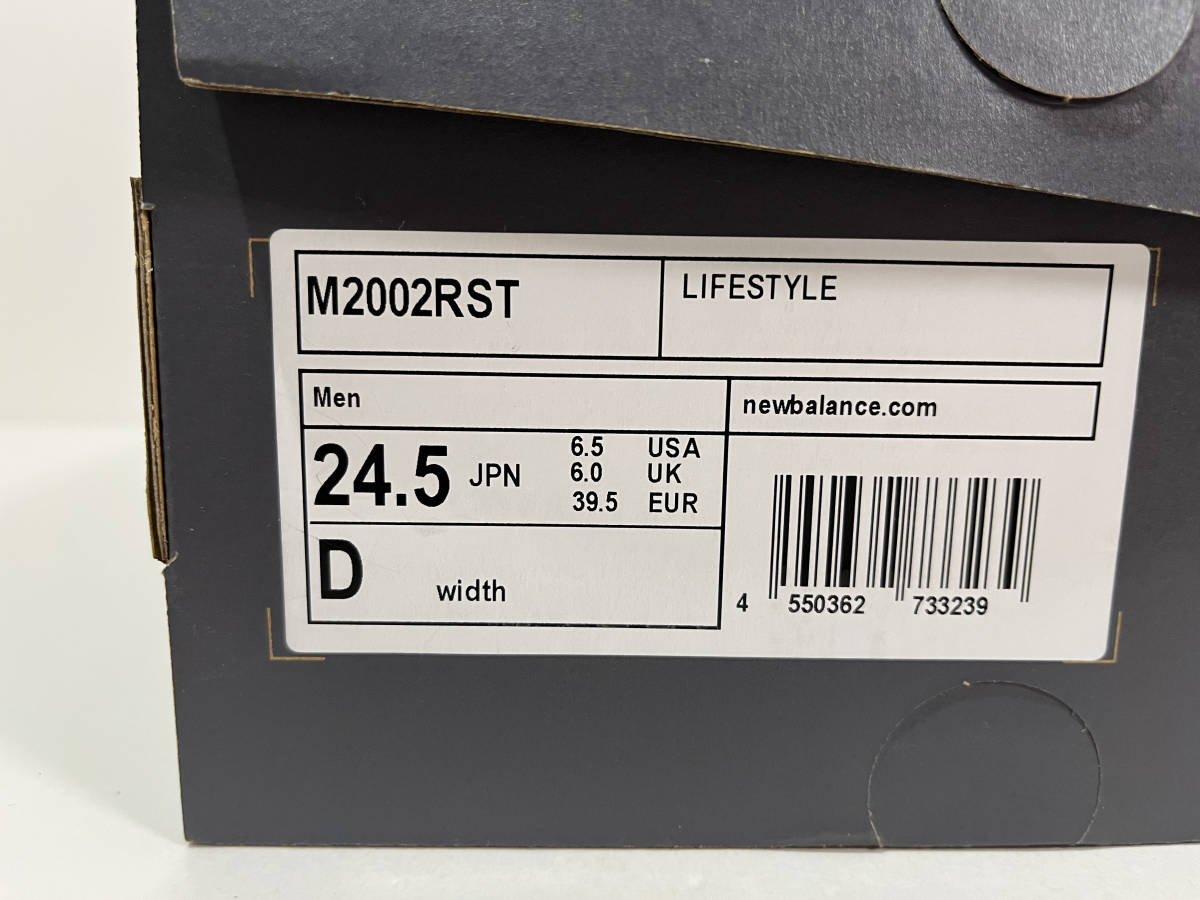 M2002RST
LIFESTYLE
Men
newbalance.com
24.5 JPN
6.5 USA
6.0 UK
39.5 EUR
D width
4 550362 733239